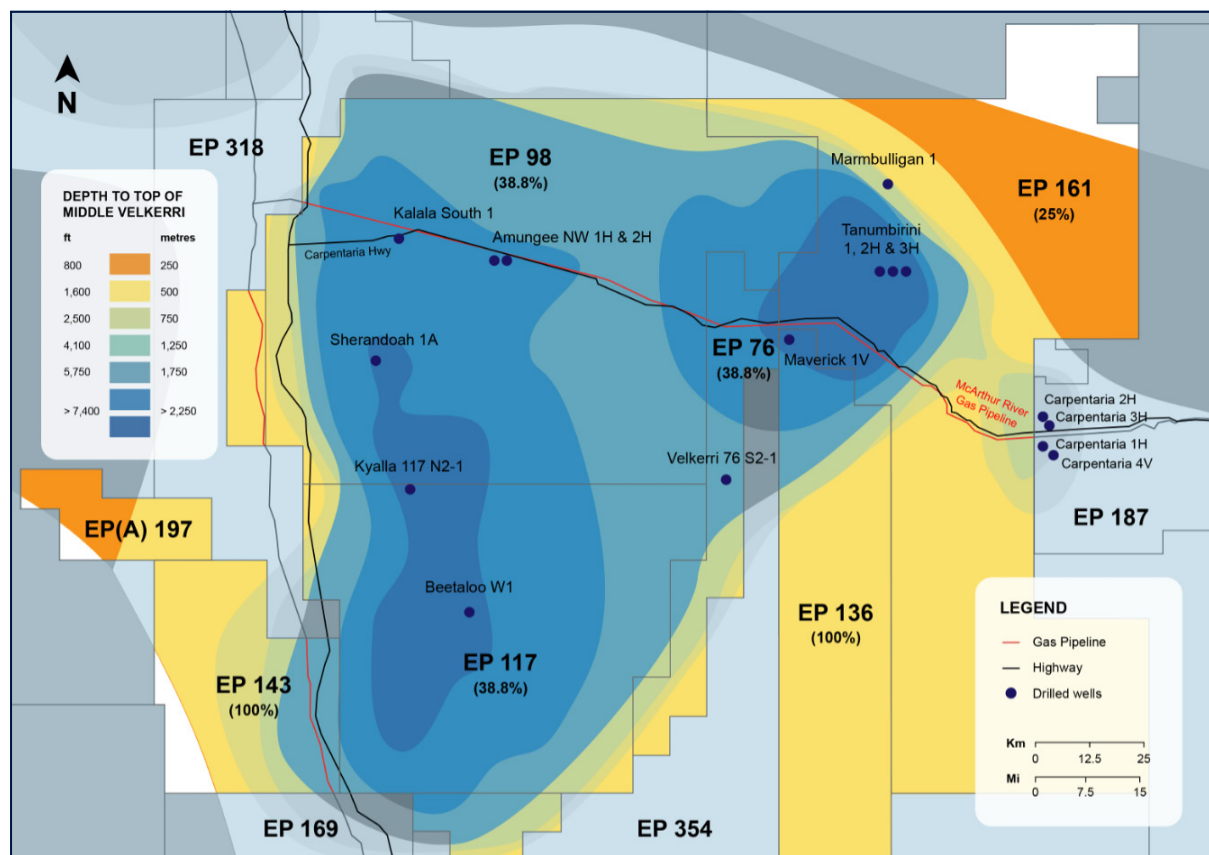 N
EP 318
DEPTH TO TOP OF
MIDDLE VELKERRI
ft metres
800 250
1,600 500
2,500 750
4,100 1,250
5,750 1,750
> 7,400 > 2,250
EP 98
(38.8%)
Marmbulligan 1
EP 161
(25%)
Kalala South 1
Carpentaria Hwy
Amungee NW 1H & 2H
Tanumbirini
1, 2H & 3H
Sherandoah 1A
EP 76
(38.8%)
Maverick 1V
McArthur River
Gas Pipeline
Carpentaria 2H
Carpentaria 3H
Carpentaria 1H
Carpentaria 4V
Kyalla 117 N2-1
Velkerri 76 S2-1
EP(A) 197
EP 187
Beetaloo W1
EP 117
(38.8%)
EP 136
(100%)
EP 143
(100%)
EP 169
EP 354
LEGEND
Gas Pipeline
Highway
Drilled wells
Km
0 12.5 25
Mi
0 7.5 15